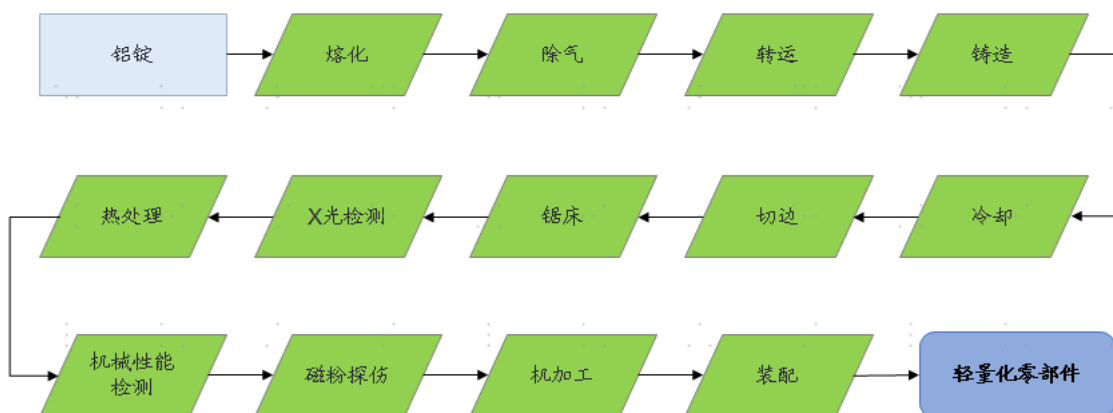 铝锭
熔化
除气
转运
铸造
热处理
X光检测
锯床
切边
冷却
机械性能
检测
磁粉探伤
机加工
装配
轻量化零部件